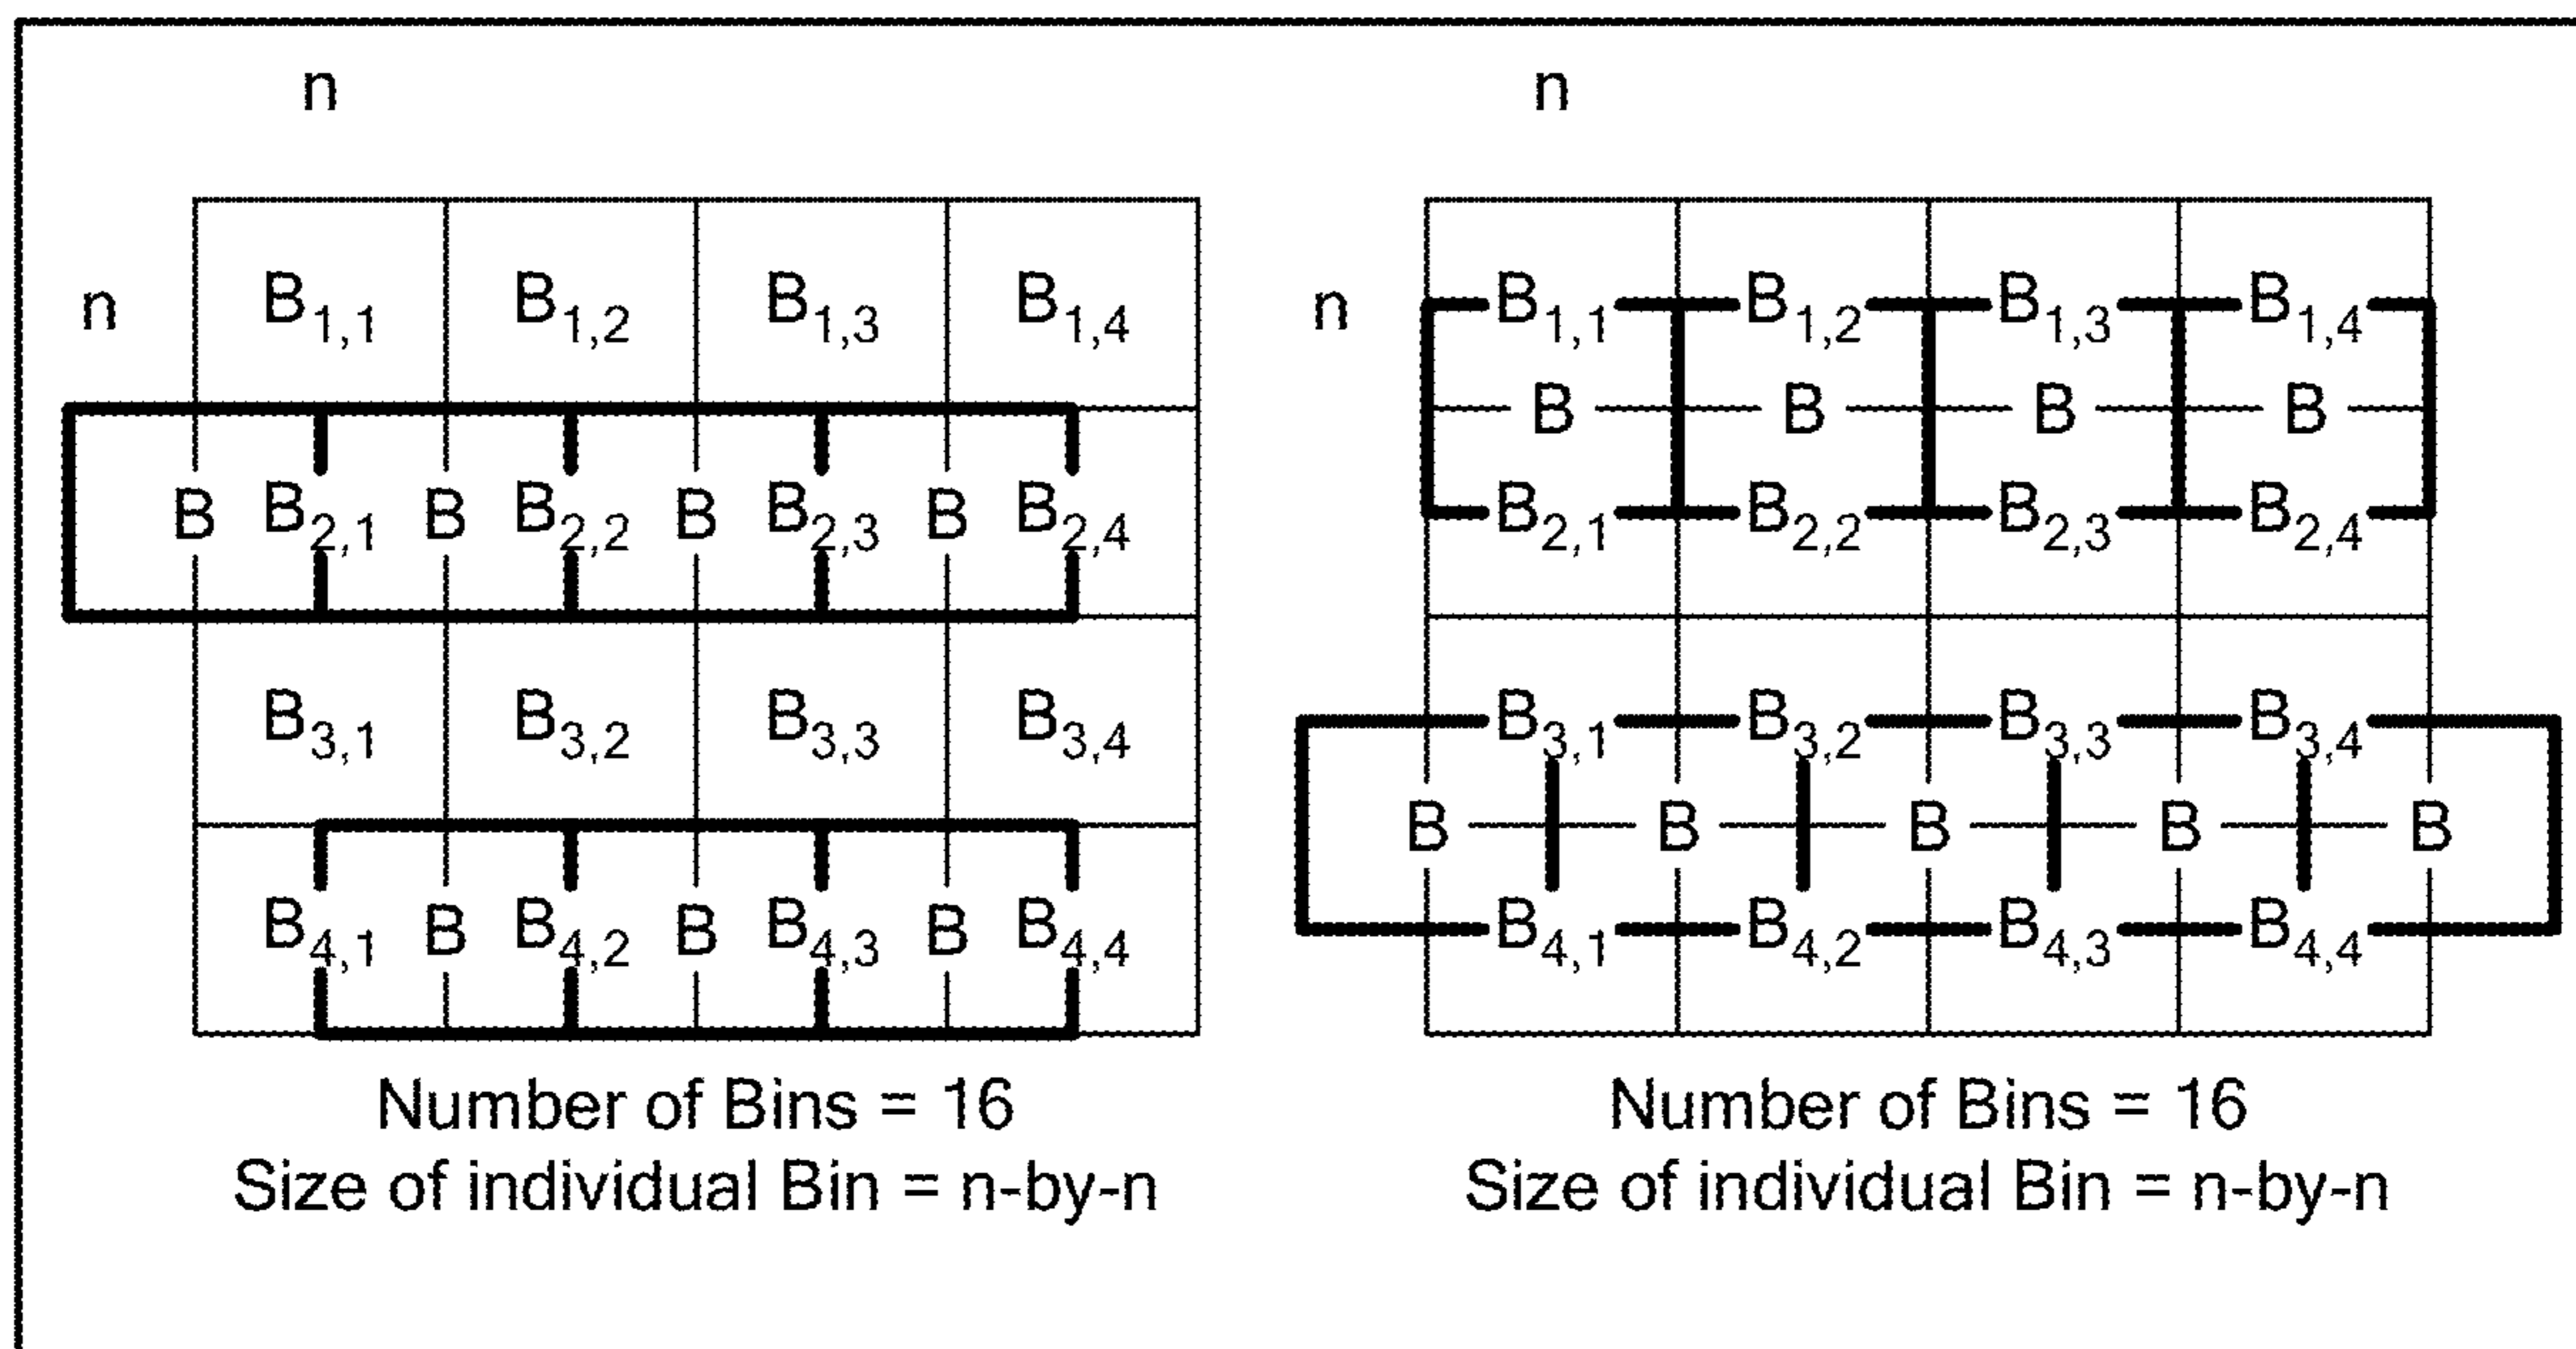 n
n
B1,1 B1,2 B1,3 B1,4
B B2,1 B B2,2 B B2,3 B B2,4
B3,1 B3,2 B3,3 B3,4
B4,1 B B4,2 B B4,3 B B4,4
Number of Bins = 16
Size of individual Bin = n-by-n
n
n
B1,1 B1,2 B1,3 B1,4
B B B B
B2,1 B2,2 B2,3 B2,4
B3,1 B3,2 B3,3 B3,4
B B B B B
B4,1 B4,2 B4,3 B4,4
Number of Bins = 16
Size of individual Bin = n-by-n